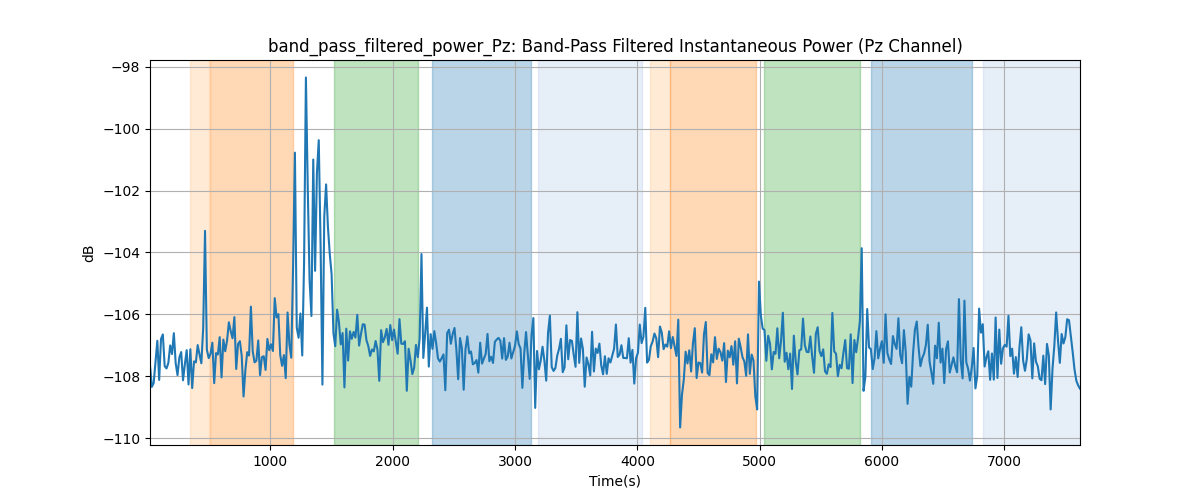 band_pass_filtered_power_Pz: Band-Pass Filtered Instantaneous Power (Pz Channel)
−98
−100
−102
−104
−106
−108
−110
dB
1000 2000 3000 4000 5000 6000 7000
Time(s)